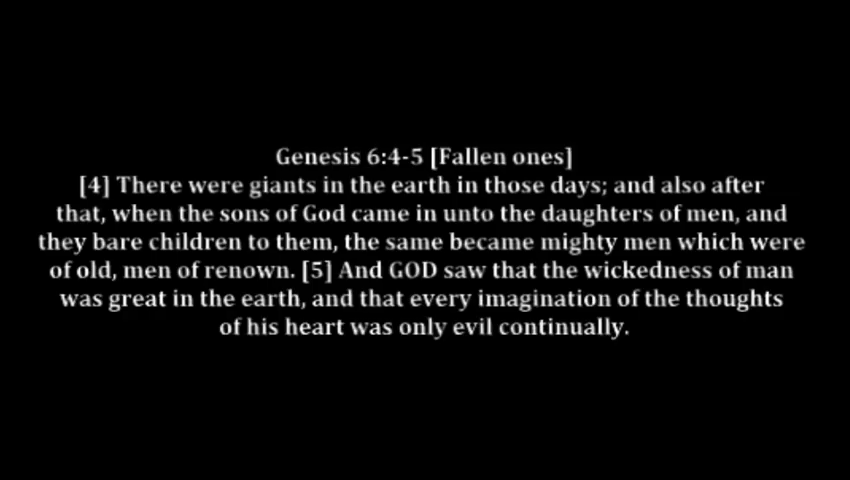 Genesis 6:4-5 [Fallen ones]
[4] There were giants in the earth in those days; and also after
that, when the sons of God came in unto the daughters of men, and
they bare children to them, the same became mighty men which were
of old, men of renown. [5] And GOD saw that the wickedness of man
was great in the earth, and that every imagination of the thoughts
of his heart was only evil continually.